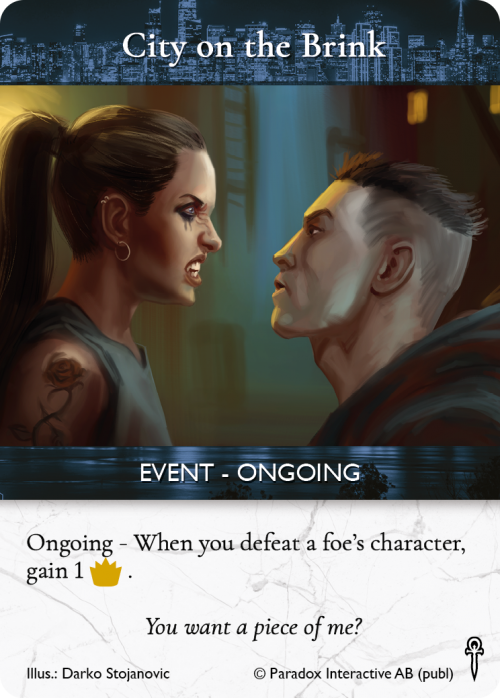 City on the Brink
EVENT - ONGOING
Ongoing - When you defeat a foe's character,
gain 1 .
You want a piece of me?
Illus.: Darko Stojanovic © Paradox Interactive AB (publ)